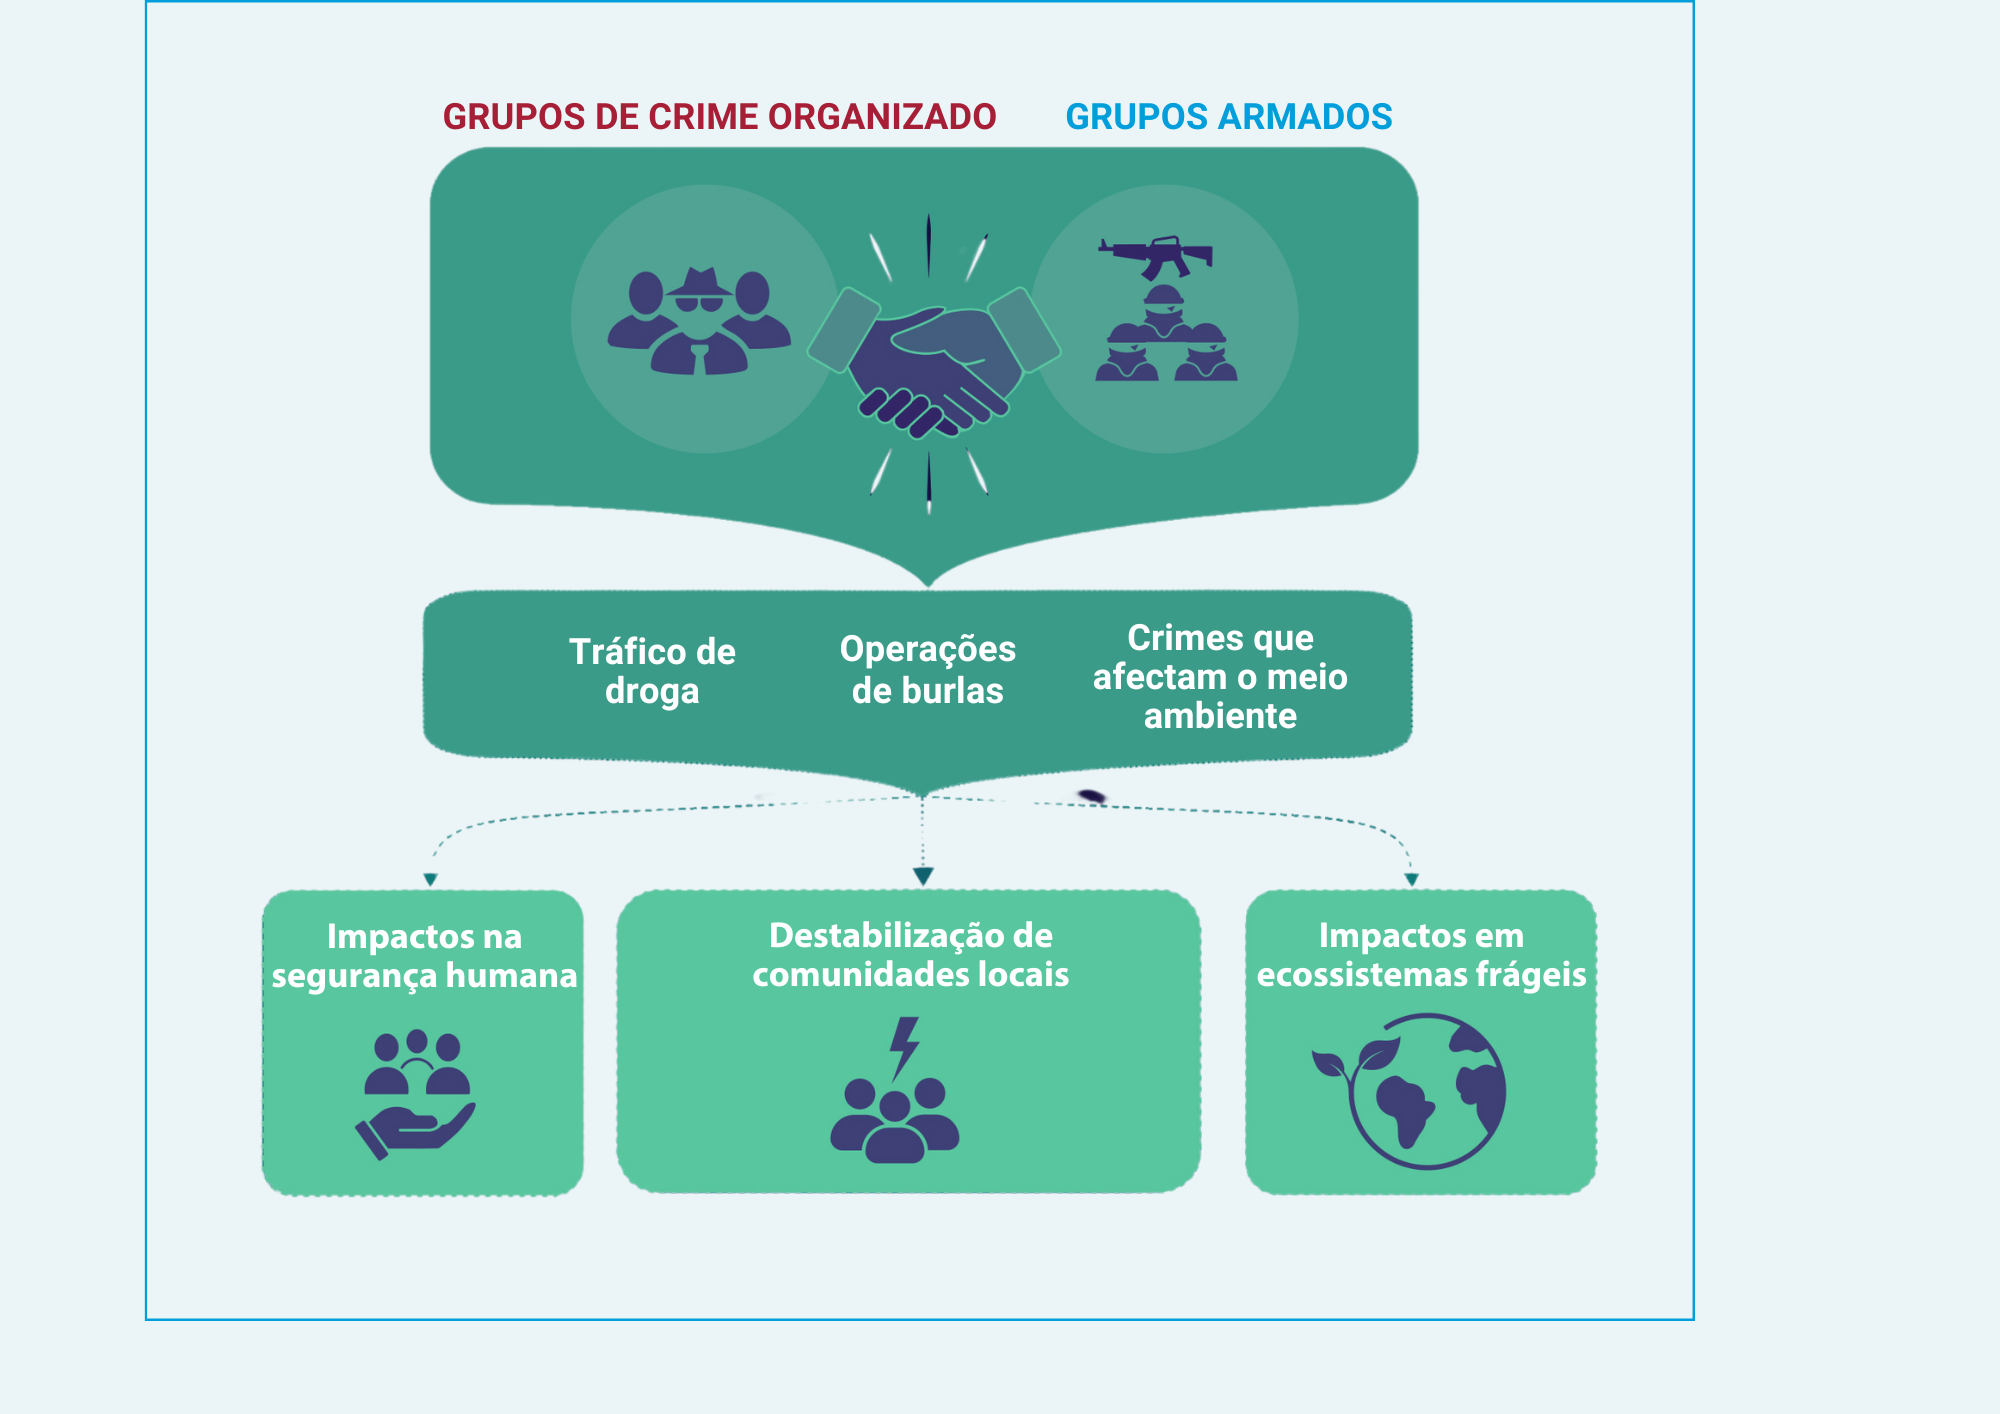 GRUPOS DE CRIME ORGANIZADO
GRUPOS ARMADOS
Tráfico de
droga
Operações
de burlas
Crimes que
afectam o meio
ambiente
Impactos na
segurança humana
Destabilização de
comunidades locais
Impactos em
ecossistemas frágeis